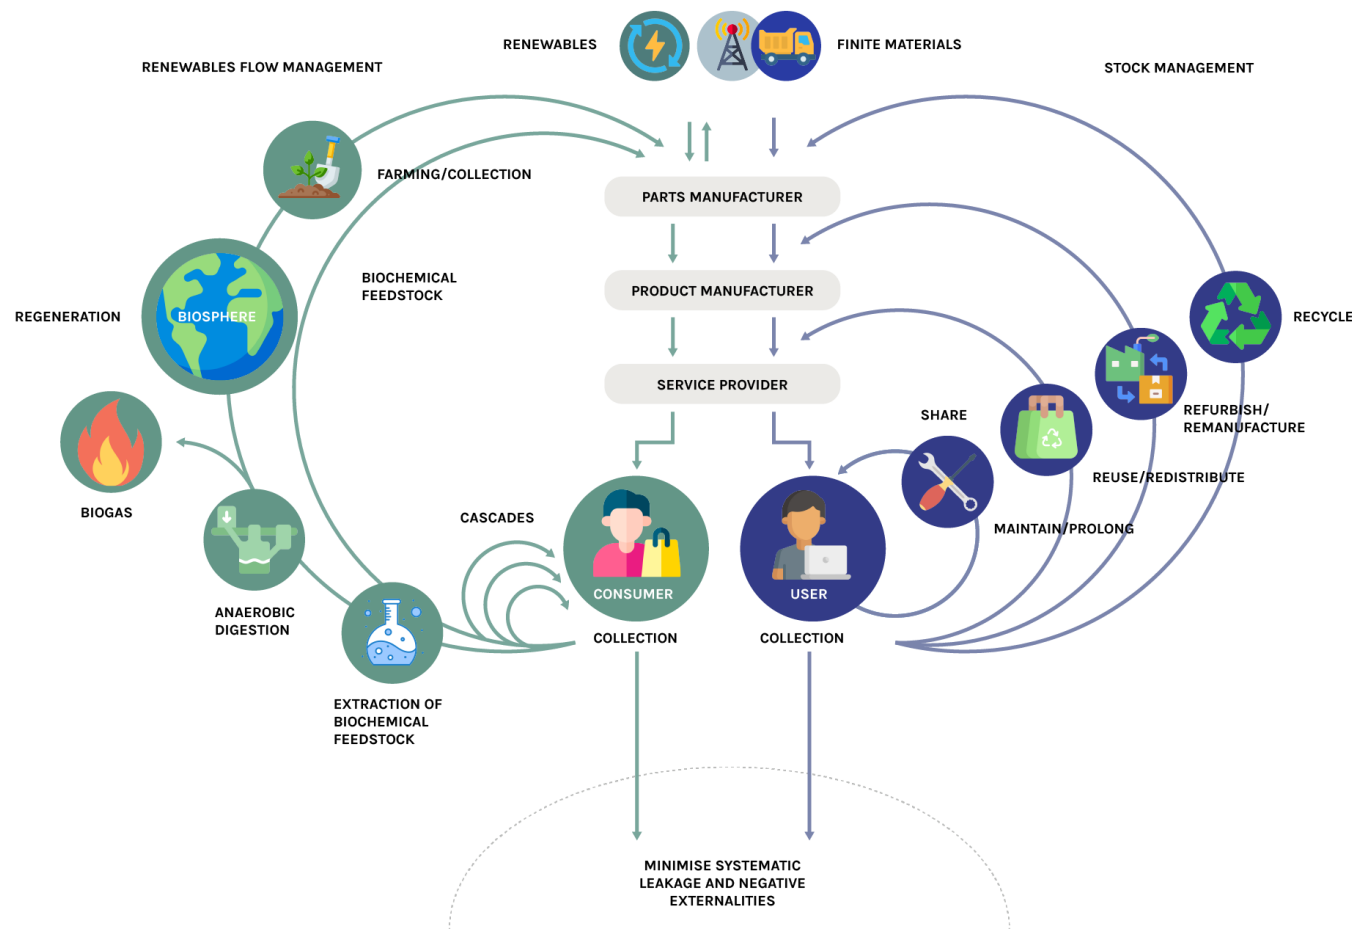 RENEWABLES
FINITE MATERIALS
RENEWABLES FLOW MANAGEMENT
STOCK MANAGEMENT
FARMING/COLLECTION
PARTS MANUFACTURER
BIOCHEMICAL
FEEDSTOCK
PRODUCT MANUFACTURER
REGENERATION
BIOSPHERE
RECYCLE
SERVICE PROVIDER
SHARE
REFURBISH/
REMANUFACTURE
REUSE/REDISTRIBUTE
BIOGAS
CASCADES
MAINTAIN/PROLONG
CONSUMER
USER
ANAEROBIC
DIGESTION
COLLECTION
COLLECTION
EXTRACTION OF
BIOCHEMICAL
FEEDSTOCK
MINIMISE SYSTEMATIC
LEAKAGE AND NEGATIVE
EXTERNALITIES